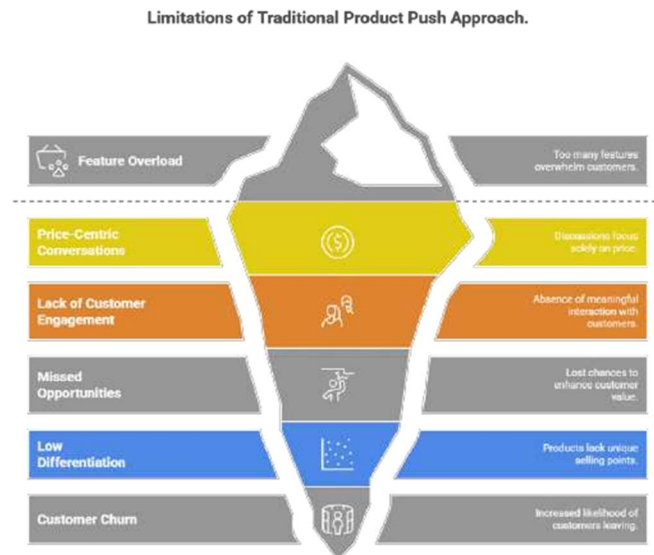 Limitations of Traditional Product Push Approach.
Feature Overload
Too many features
overwhelm customers.
Price-Centric
Conversations
Discussions focus
solely on price.
Lack of Customer
Engagement
Absence of meaningful
interaction with
customers.
Missed
Opportunities
Lost chances to
enhance customer
value.
Low
Differentiation
Products lack unique
selling points.
Customer Churn
Increased likelihood of
customers leaving.